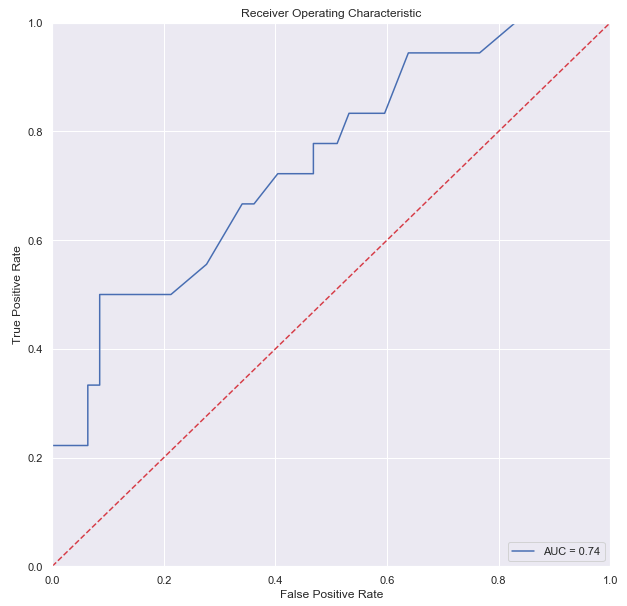 Receiver Operating Characteristic
1.0
0.8
0.6
0.4
0.2
0.0
True Positive Rate
0.0 0.2 0.4 0.6 0.8 1.0
False Positive Rate
AUC = 0.74